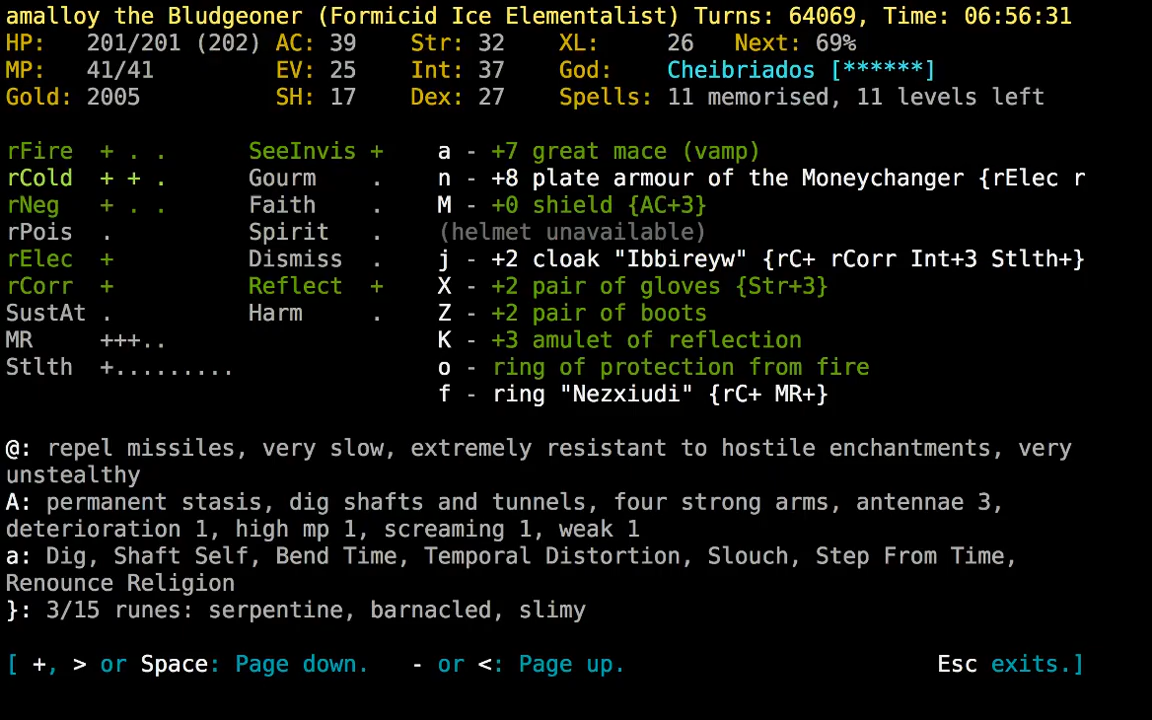 amalloy the Bludgeoner (Formicid Ice Elementalist) Turns: 64069, Time: 06:56:31
HP: 201/201 (202) AC: 39 Str: 32 XL: 26 Next: 69%
MP: 41/41 EV: 25 Int: 37 God: Cheibriados [******]
Gold: 2005 SH: 17 Dex: 27 Spells: 11 memorised, 11 levels left
rFire + . . SeeInvis + a - +7 great mace (vamp)
rCold + + . Gourm . n - +8 plate armour of the Moneychanger {rElec r
rNeg + . . Faith . M - +0 shield {AC+3}
rPois . Spirit . (helmet unavailable)
rElec + Dismiss . j - +2 cloak "Ibbireyw" {rC+ rCorr Int+3 Stlth+}
rCorr + Reflect + X - +2 pair of gloves {Str+3}
SustAt . Harm . Z - +2 pair of boots
MR +++.. K - +3 amulet of reflection
Stlth +......... o - ring of protection from fire
f - ring "Nezxiudi" {rC+ MR+}
@: repel missiles, very slow, extremely resistant to hostile enchantments, very
unstealthy
A: permanent stasis, dig shafts and tunnels, four strong arms, antennae 3,
deterioration 1, high mp 1, screaming 1, weak 1
a: Dig, Shaft Self, Bend Time, Temporal Distortion, Slouch, Step From Time,
Renounce Religion
}: 3/15 runes: serpentine, barnacled, slimy
[ +, > or Space: Page down. - or <: Page up. Esc exits.]